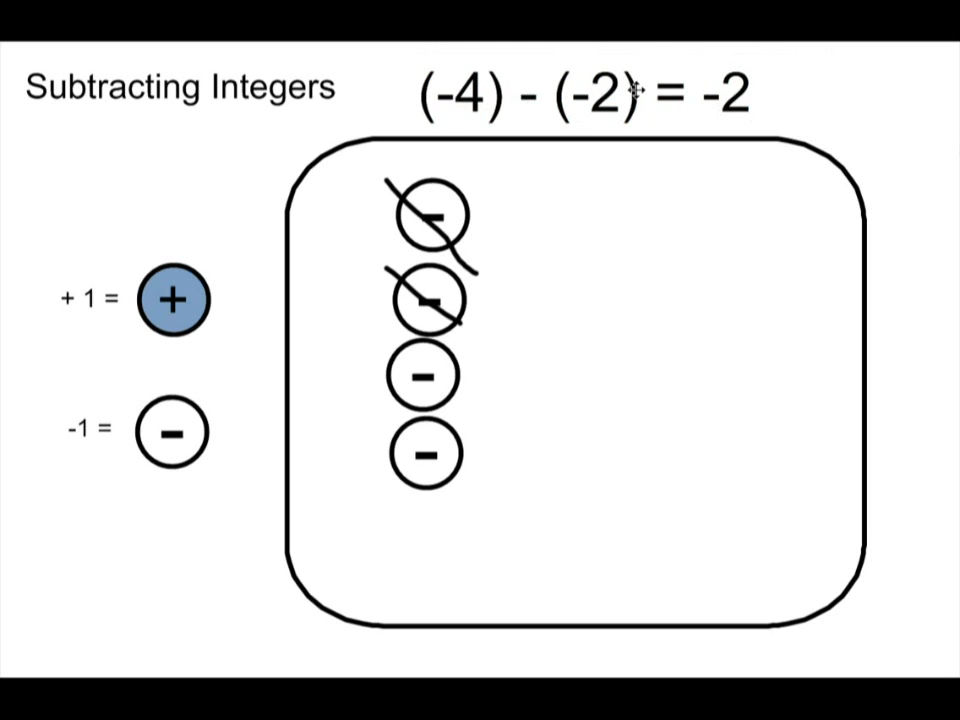 Subtracting Integers
(-4) - (-2) = -2
-
-
+ 1 = +
-
-1 = -
-